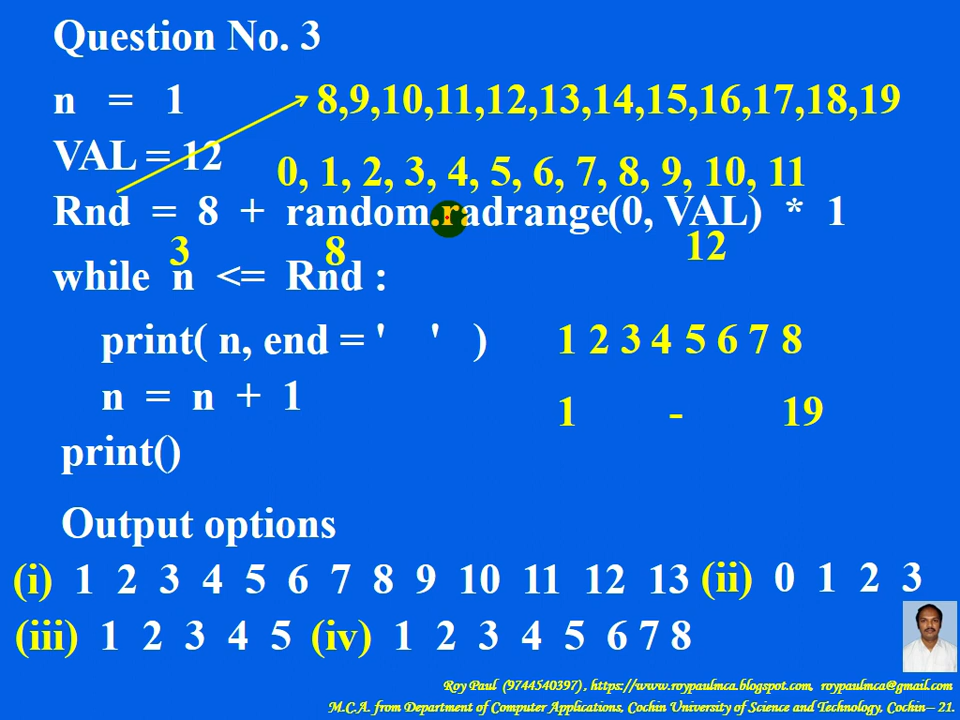 Question No. 3
n = 1 8,9,10,11,12,13,14,15,16,17,18,19
VAL = 12
0, 1, 2, 3, 4, 5, 6, 7, 8, 9, 10, 11
Rnd = 8 + random.radrange(0, VAL) * 1
3 8 12
while n <= Rnd :
print( n, end = ' ' ) 1 2 3 4 5 6 7 8
n = n + 1 1 - 19
print()
Output options
(i) 1 2 3 4 5 6 7 8 9 10 11 12 13 (ii) 0 1 2 3
(iii) 1 2 3 4 5 (iv) 1 2 3 4 5 6 7 8
Roy Paul (9744540397) , https://www.roypaulmca.blogspot.com, roypaulmca@gmail.com
M.C.A. from Department of Computer Applications, Cochin University of Science and Technology, Cochin– 21.